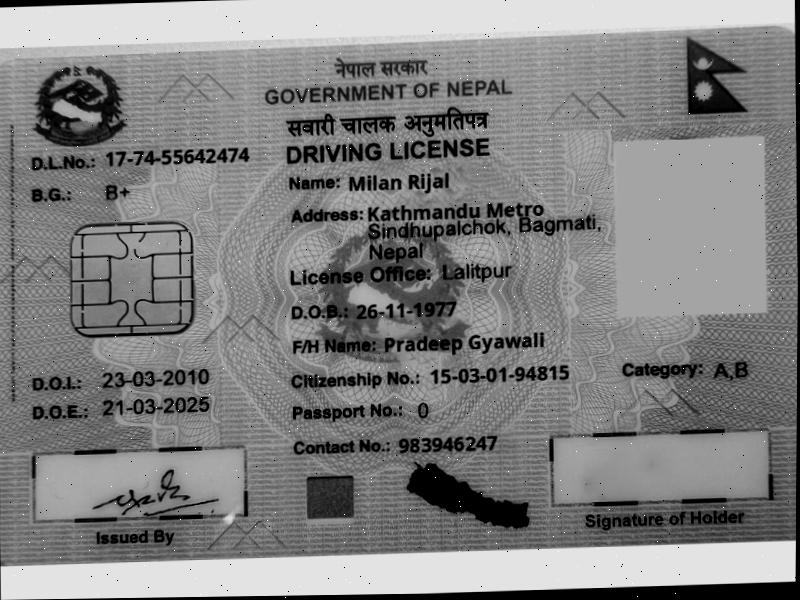 नेपाल सरकार
GOVERNMENT OF NEPAL
सवारी चालक अनुमतिपत्र
DRIVING LICENSE
D.L.No.: 17-74-55642474
B.G.: B+
Name: Milan Rijal
Address: Kathmandu Metro
Sindhupalchok, Bagmati,
Nepal
License Office: Lalitpur
D.O.B.: 26-11-1977
F/H Name: Pradeep Gyawali
D.O.I.: 23-03-2010
Citizenship No.: 15-03-01-94815
Category: A,B
D.O.E.: 21-03-2025
Passport No.: 0
Contact No.: 983946247
Issued By
Signature of Holder